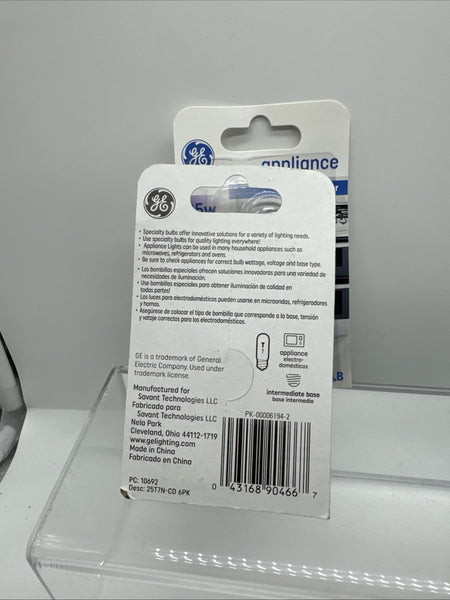 GE
appliance
r
GE
5w
• Specialty bulbs offer innovative solutions for a variety of lighting needs.
• Use specialty bulbs for quality lighting everywhere!
• Appliance Lights can be used in many household appliances such as
microwaves, refrigerators and ovens.
• Be sure to check appliances for correct bulb wattage, voltage and base type.
• Los bombillas especiales ofrecen soluciones innovadoras para una variedad de
necesidades de iluminación.
• Use bombillas especiales para obtener iluminación de calidad en
todas partes!
• Las luces para electrodomésticos pueden usarse en microondas, refrigeradores
y hornos.
• Asegúrese de colocar el tipo de bombilla que corresponde a la base, tensión
y vataje correctos para los electrodomésticos.
GE is a trademark of General
Electric Company. Used under
trademark license.
appliance
electro-
domésticos
intermediate base
base intermedia
LB
Manufactured for
Savant Technologies LLC
Fabricado para
Savant Technologies LLC
Nela Park
Cleveland, Ohio 44112-1719
www.gelighting.com
Made in China
Fabricado en China
PK-00006194-2
PC: 10692
Desc: 25T7N-CD 6PK
0 43168 90466 7